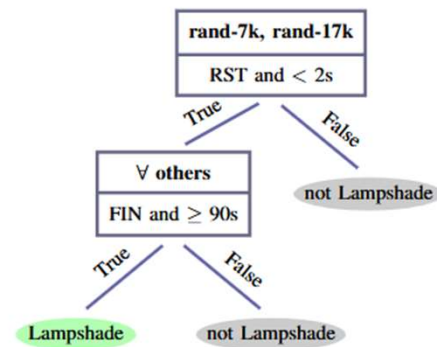 rand-7k, rand-17k
RST and < 2s
True
False
∀ others
FIN and ≥ 90s
not Lampshade
True
False
Lampshade
not Lampshade